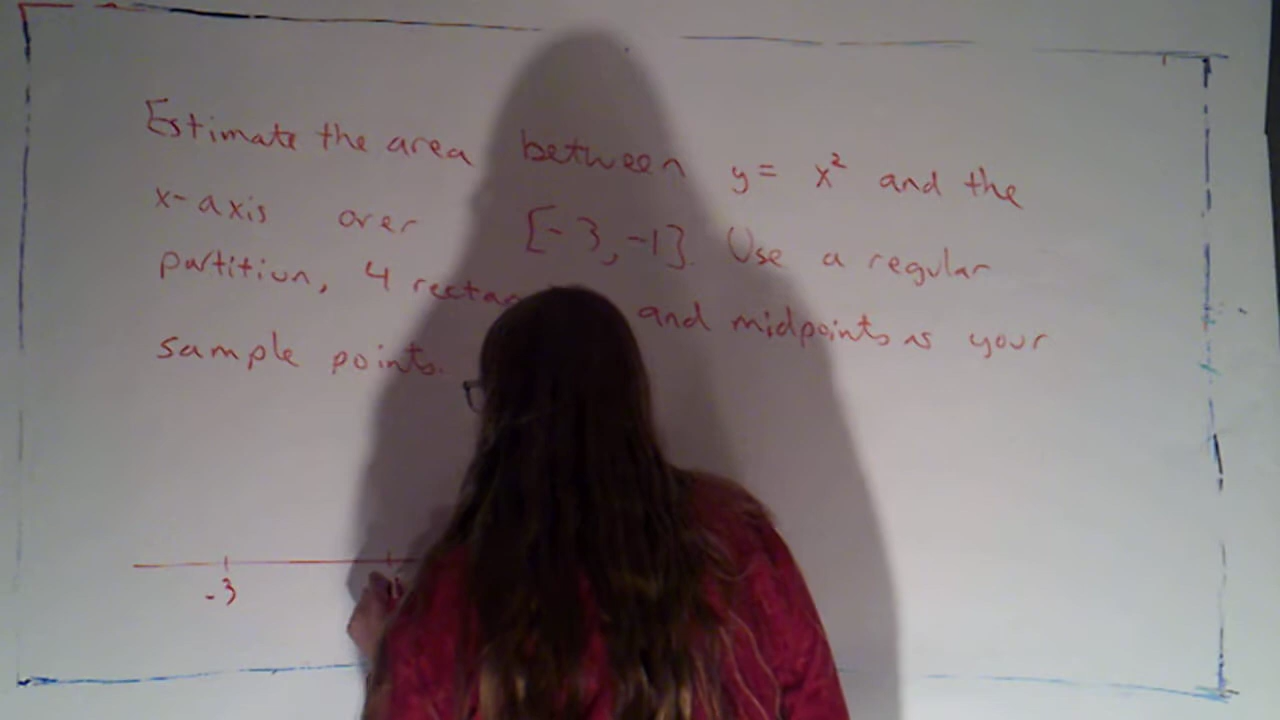 Estimate the area between y = x² and the
x-axis over [-3, -1]. Use a regular
partition, 4 and midpoints as your
sample points.
-3